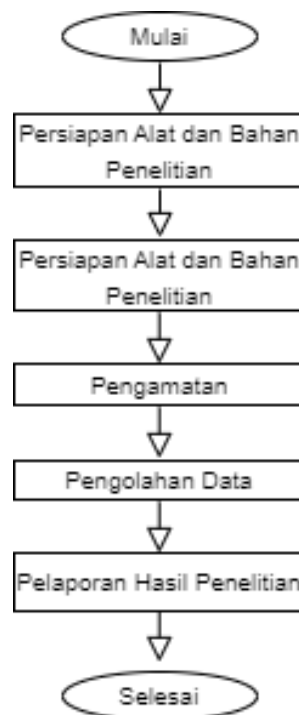 Mulai
Persiapan Alat dan Bahan
Penelitian
Persiapan Alat dan Bahan
Penelitian
Pengamatan
Pengolahan Data
Pelaporan Hasil Penelitian
Selesai